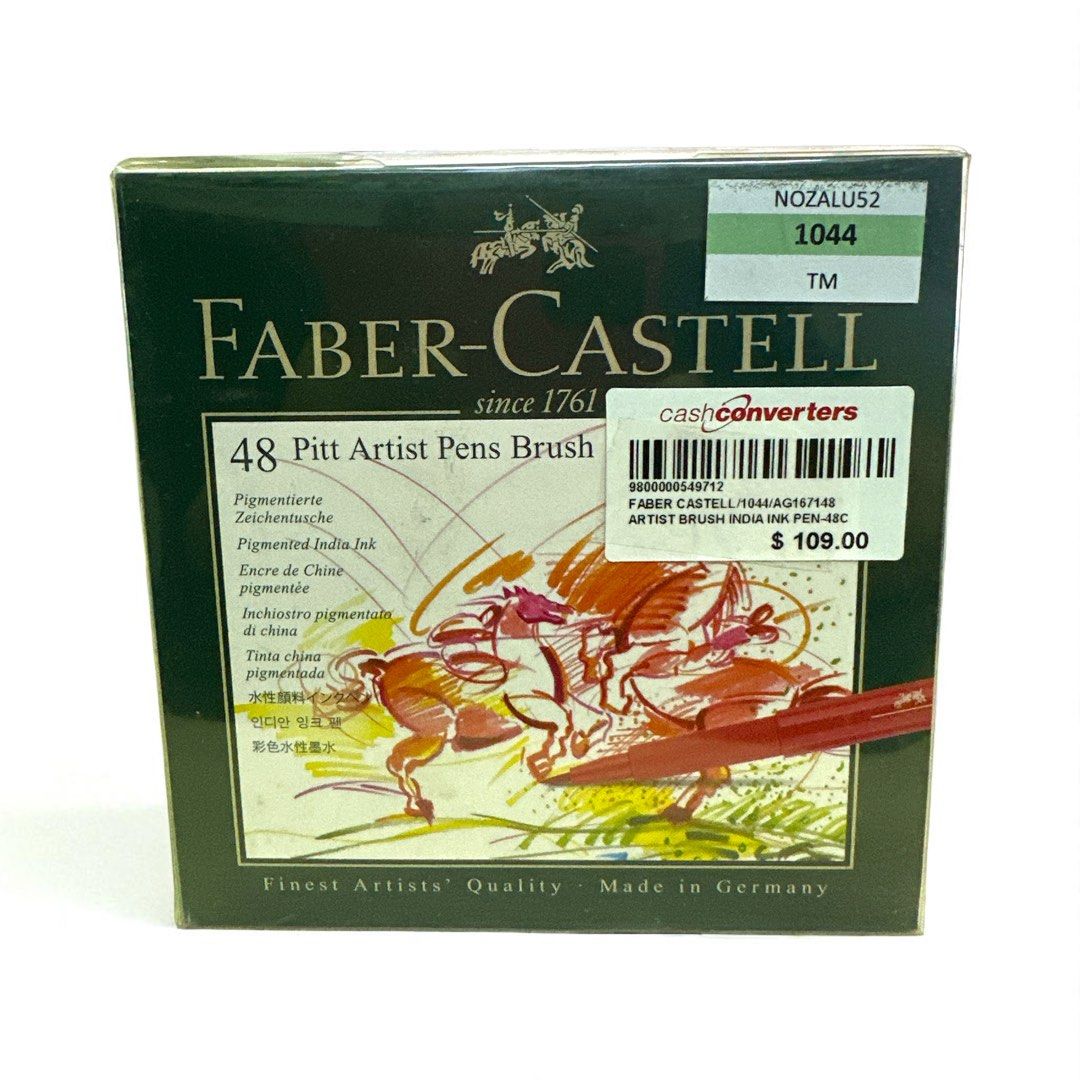 NOZALU52
1044
TM
FABER-CASTELL
since 1761
cashconverters
9800000549712
FABER CASTELL/1044/AG167148
ARTIST BRUSH INDIA INK PEN-48C
$ 109.00
48 Pitt Artist Pens Brush
Pigmentierte
Zeichentusche
Pigmented India Ink
Encre de Chine
pigmentée
Inchiostro pigmentato
di china
Tinta china
pigmentada
水性顔料インクペン
인디안 잉크 팬
彩色水性墨水
Finest Artists' Quality · Made in Germany